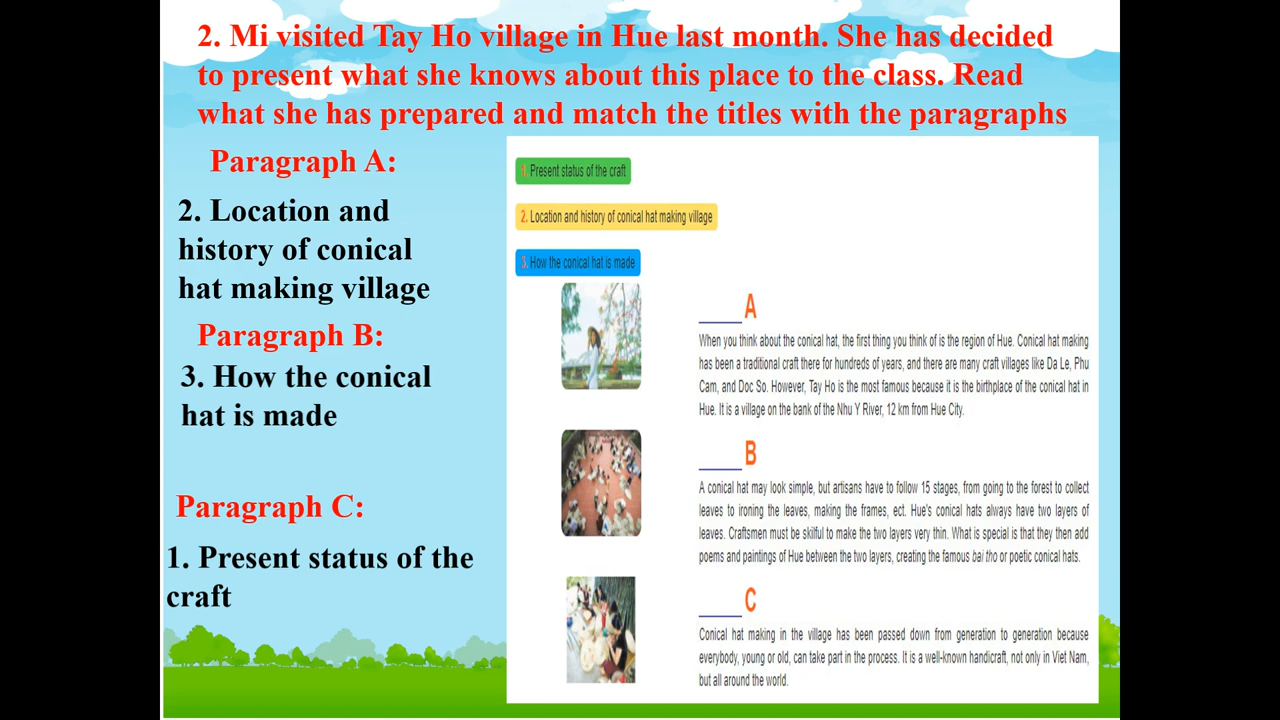 2. Mi visited Tay Ho village in Hue last month. She has decided
to present what she knows about this place to the class. Read
what she has prepared and match the titles with the paragraphs
Paragraph A:
2. Location and
history of conical
hat making village
Paragraph B:
3. How the conical
hat is made
Paragraph C:
1. Present status of the
craft
1. Present status of the craft
2. Location and history of conical hat making village
3. How the conical hat is made
_____ A
When you think about the conical hat, the first thing you think of is the region of Hue. Conical hat making
has been a traditional craft there for hundreds of years, and there are many craft villages like Da Le, Phu
Cam, and Doc So. However, Tay Ho is the most famous because it is the birthplace of the conical hat in
Hue. It is a village on the bank of the Nhu Y River, 12 km from Hue City.
_____ B
A conical hat may look simple, but artisans have to follow 15 stages, from going to the forest to collect
leaves to ironing the leaves, making the frames, ect. Hue's conical hats always have two layers of
leaves. Craftsmen must be skilful to make the two layers very thin. What is special is that they then add
poems and paintings of Hue between the two layers, creating the famous bai tho or poetic conical hats.
_____ C
Conical hat making in the village has been passed down from generation to generation because
everybody, young or old, can take part in the process. It is a well-known handicraft, not only in Viet Nam,
but all around the world.